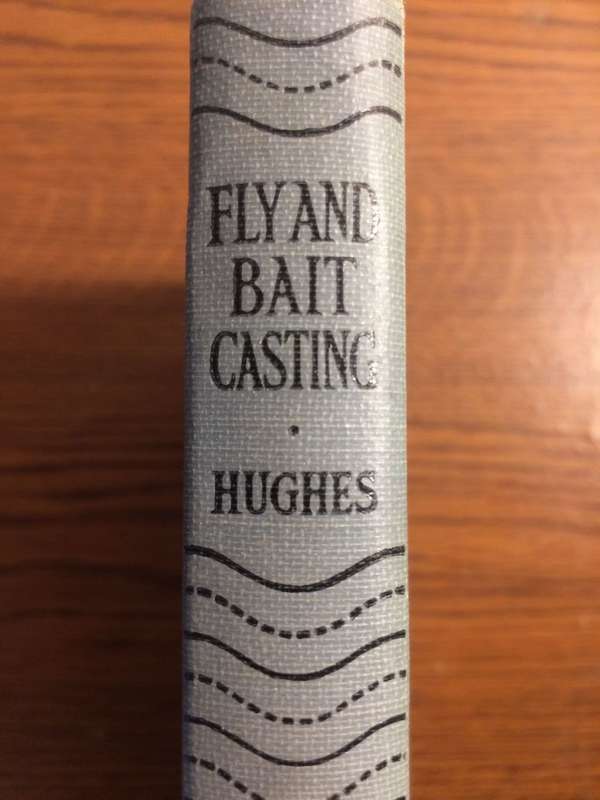 FLY AND
BAIT
CASTING
•
HUGHES